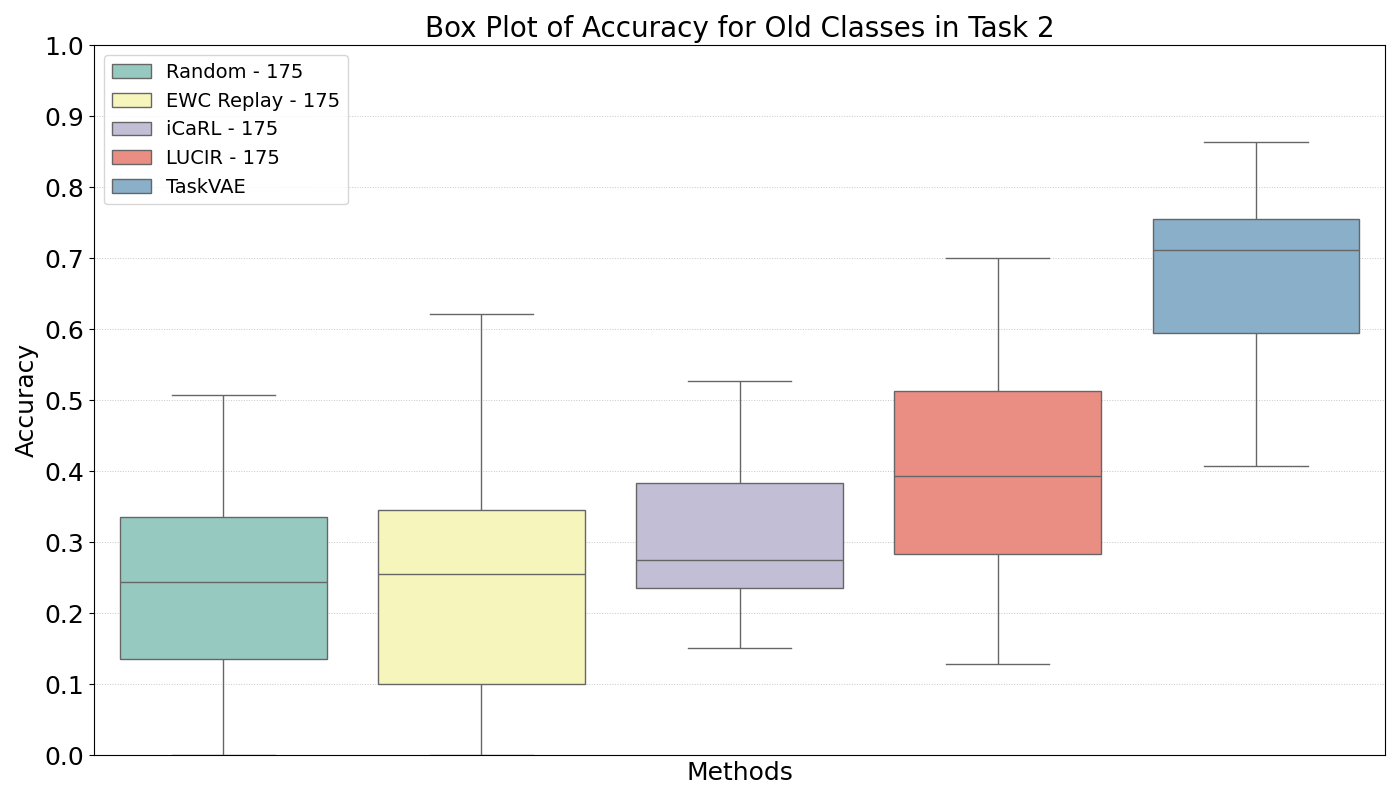 Box Plot of Accuracy for Old Classes in Task 2
1.0
0.9
0.8
0.7
0.6
0.5
0.4
0.3
0.2
0.1
0.0
Accuracy
Random - 175
EWC Replay - 175
iCaRL - 175
LUCIR - 175
TaskVAE
Methods